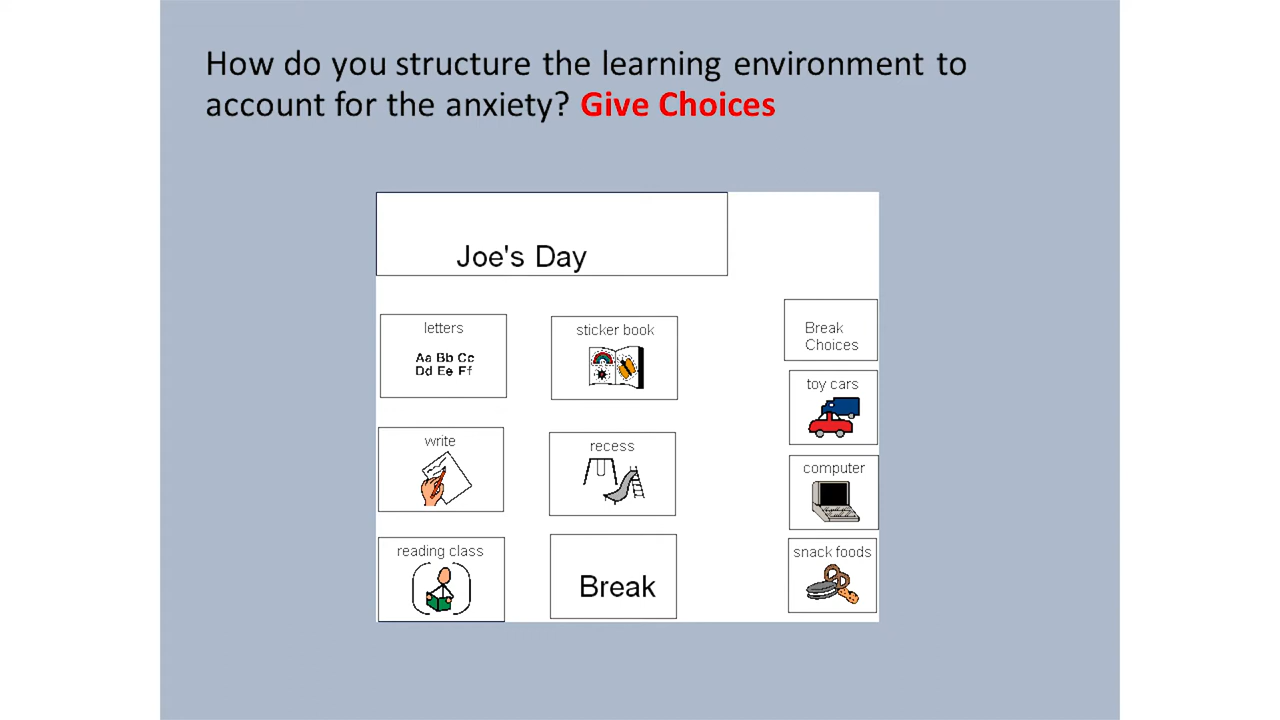 How do you structure the learning environment to
account for the anxiety? Give Choices
Joe's Day
letters
Aa Bb Cc
Dd Ee Ff
sticker book
write
recess
reading class
Break
Break
Choices
toy cars
computer
snack foods